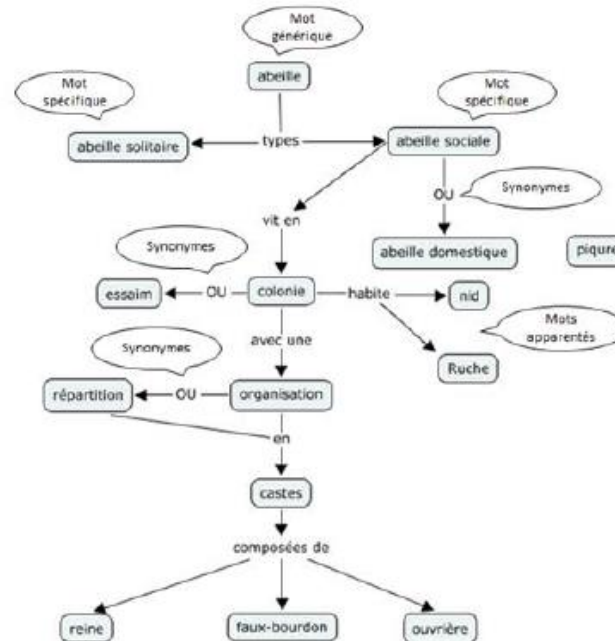 Mot
générique
abeille
Mot
spécifique
Mot
spécifique
abeille solitaire
types
abeille sociale
OU
Synonymes
vit en
abeille domestique
piqure
Synonymes
essaim
OU
colonie
habite
nid
Mots
apparentés
avec une
Synonymes
Ruche
répartition
OU
organisation
en
castes
composées de
reine
faux-bourdon
ouvrière